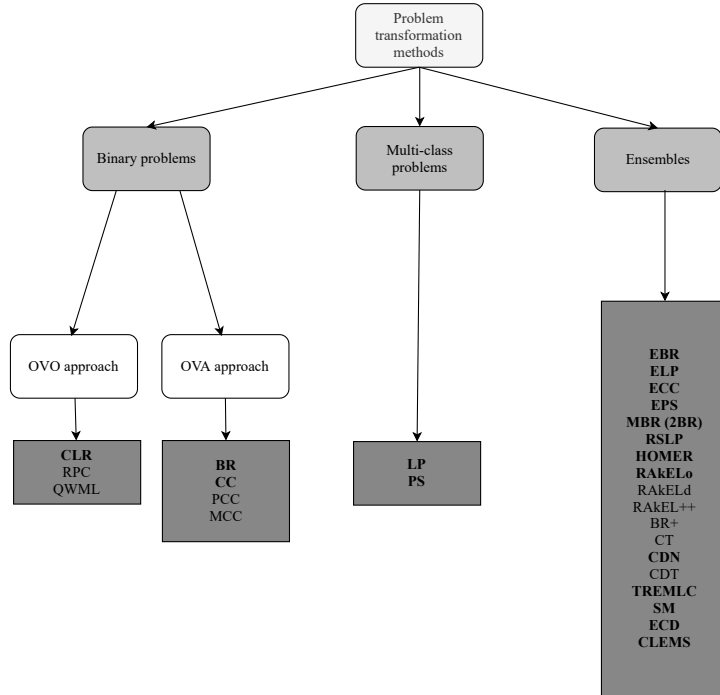 Problem
transformation
methods
Binary problems
Multi-class
problems
Ensembles
OVO approach
OVA approach
CLR
RPC
QWML
BR
CC
PCC
MCC
LP
PS
EBR
ELP
ECC
EPS
MBR (2BR)
RSLP
HOMER
RAkELo
RAkELd
RAkEL++
BR+
CT
CDN
CDT
TREMLC
SM
ECD
CLEMS